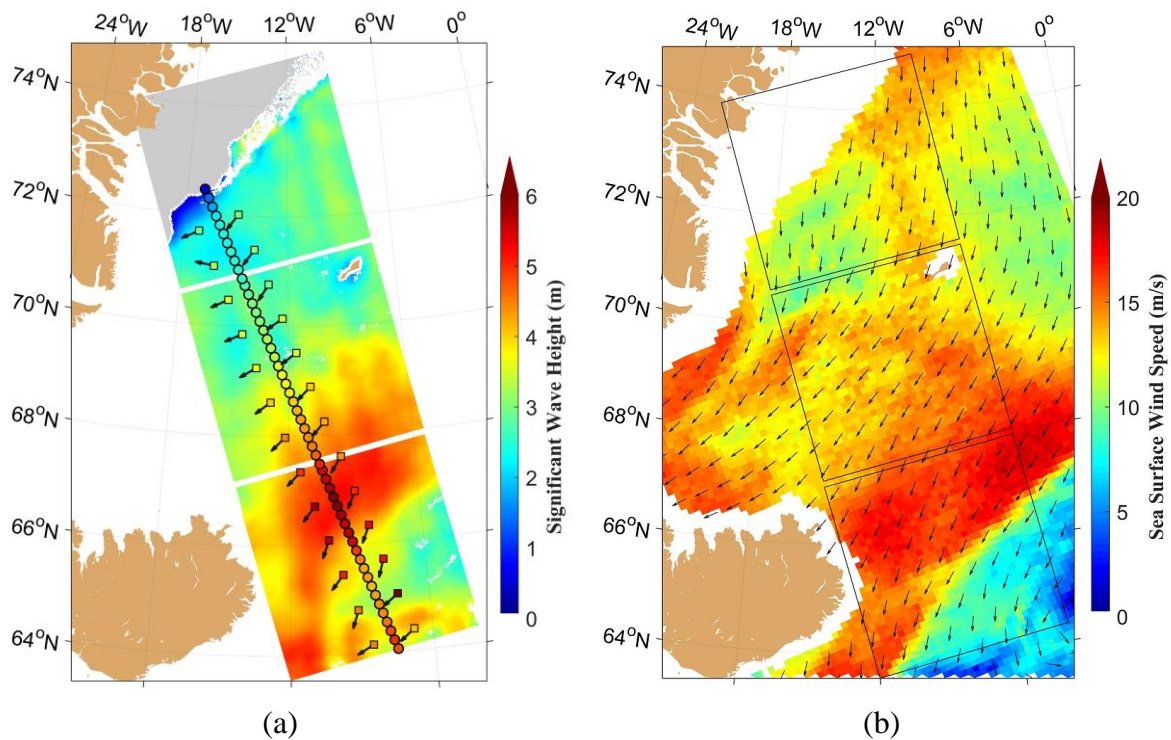 24°W 18°W 12°W 6°W 0°
74°N
72°N
70°N
68°N
66°N
64°N
6
5
4
3
2
1
0
Significant Wave Height (m)
(a)
24°W 18°W 12°W 6°W 0°
74°N
72°N
70°N
68°N
66°N
64°N
20
15
10
5
0
Sea Surface Wind Speed (m/s)
(b)